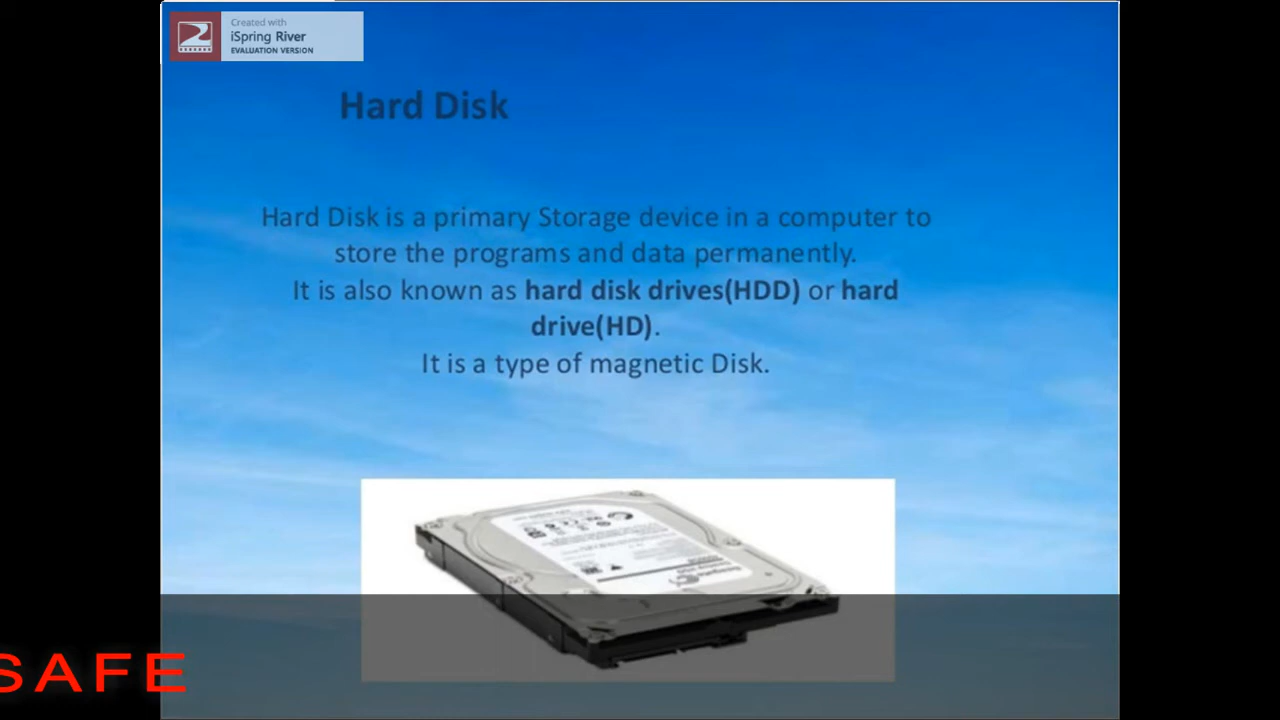 Created with
iSpring River
EVALUATION VERSION
Hard Disk
Hard Disk is a primary Storage device in a computer to
store the programs and data permanently.
It is also known as hard disk drives(HDD) or hard
drive(HD).
It is a type of magnetic Disk.
SAFE